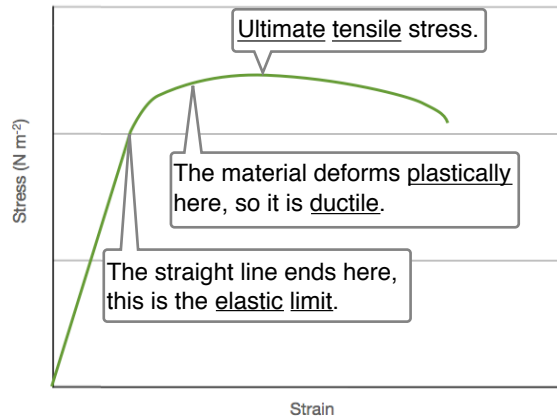 Ultimate tensile stress.
Stress (N m⁻²)
The material deforms plastically
here, so it is ductile.
The straight line ends here,
this is the elastic limit.
Strain